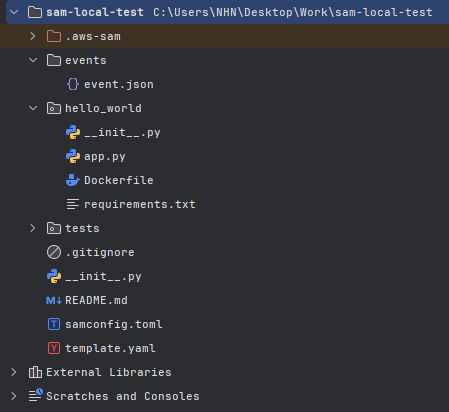 sam-local-test C:\Users\NHN\Desktop\Work\sam-local-test
.aws-sam
events
{} event.json
hello_world
__init__.py
app.py
Dockerfile
requirements.txt
tests
.gitignore
__init__.py
M↓ README.md
T samconfig.toml
Y template.yaml
External Libraries
Scratches and Consoles